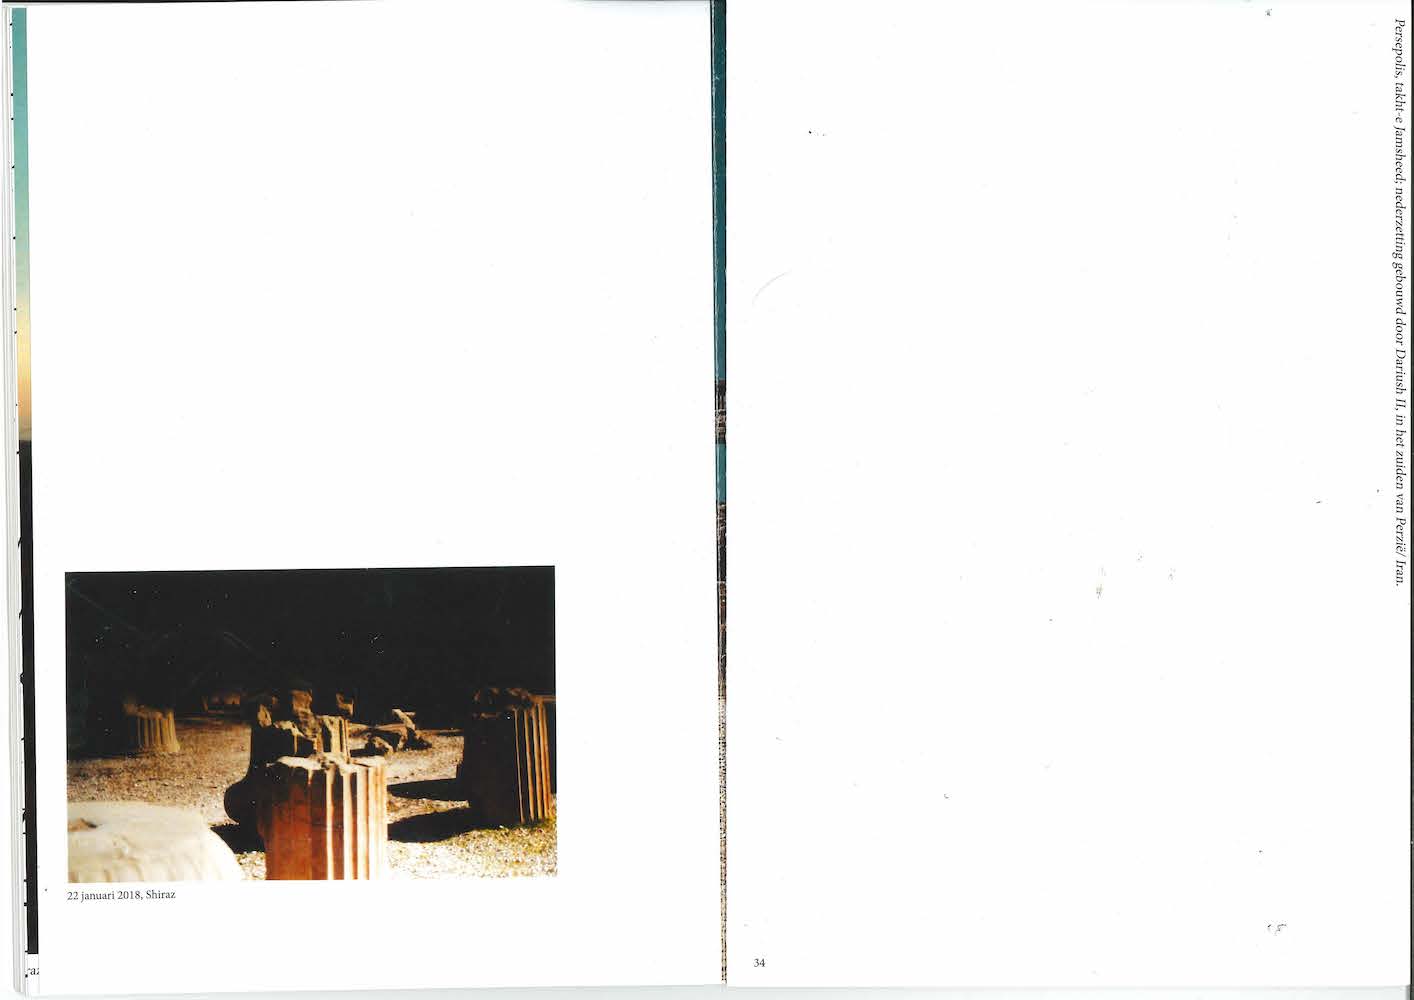 22 januari 2018, Shiraz
34
Persepolis, takht-e Jamsheed; nederzetting gebouwd door Dariush II, in het zuiden van Perzië/ Iran.